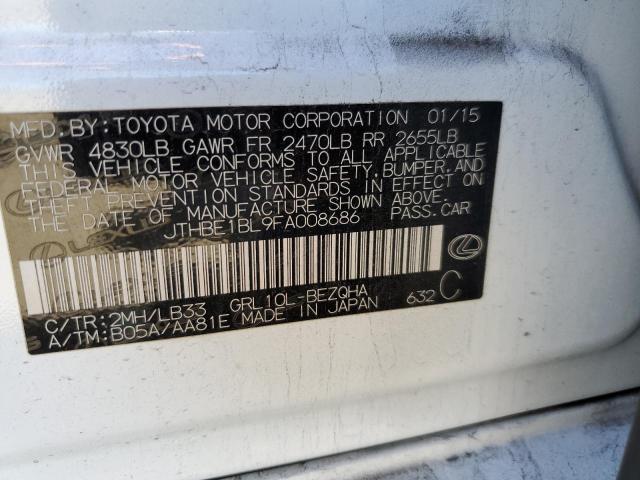 MFD. BY: TOYOTA MOTOR CORPORATION 01/15
GVWR 4830LB GAWR FR 2470LB RR 2655LB
THIS VEHICLE CONFORMS TO ALL APPLICABLE
FEDERAL MOTOR VEHICLE SAFETY, BUMPER, AND
THEFT PREVENTION STANDARDS IN EFFECT ON
THE DATE OF MANUFACTURE SHOWN ABOVE.
JTHBE1BL9FA008686 PASS. CAR
C/TR: 2MH/LB33 GRL10L-BEZQHA 632 C
A/TM: B05A/AA81E MADE IN JAPAN